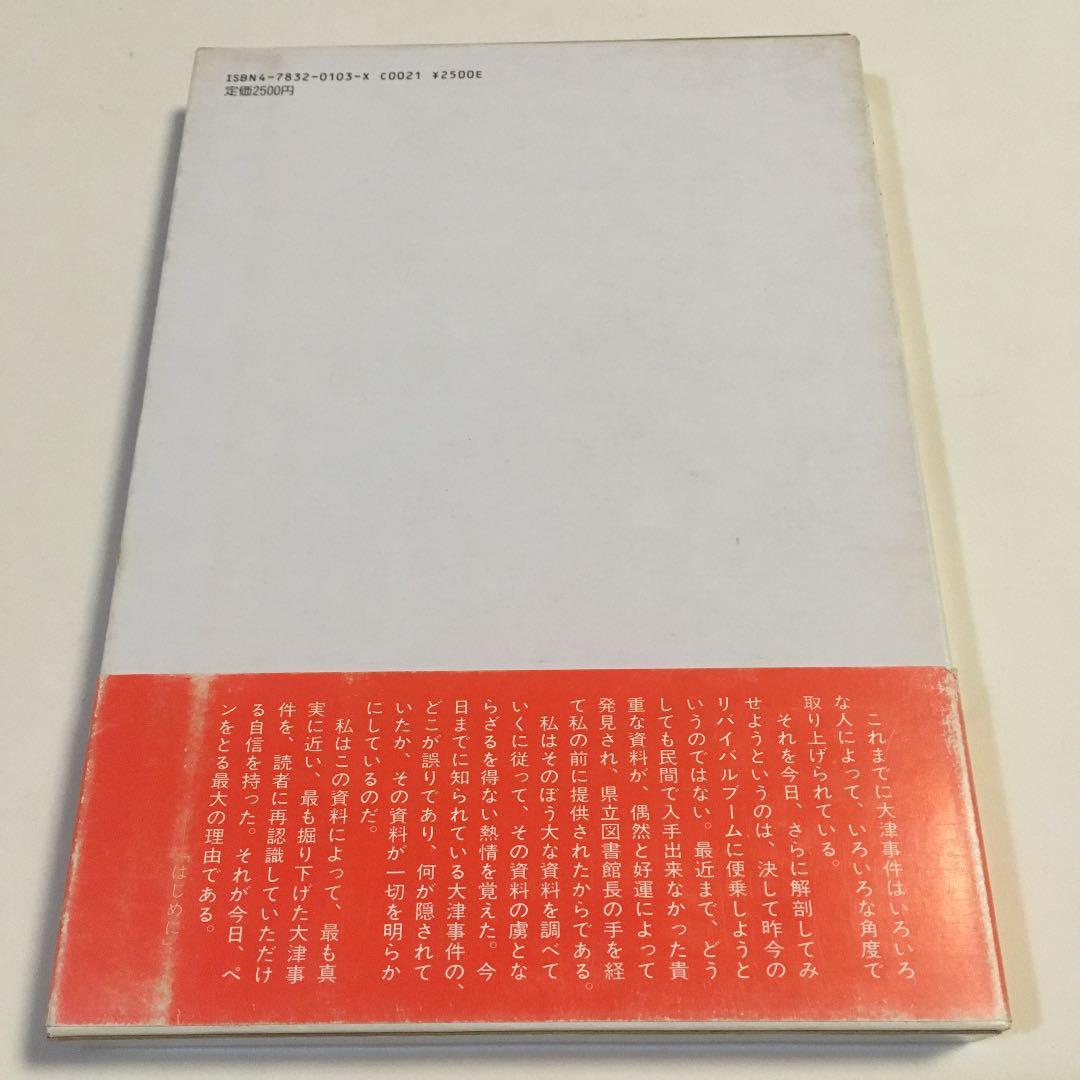 ISBN4-7832-0103-X C0021 ¥2500E
定価2500円
これまでに大津事件はいろいろ
な人によって、いろいろな角度で
取り上げられている。
それを今日、さらに解剖してみ
せようというのは、決して昨今の
リバイバルブームに便乗しようと
いうのではない。最近まで、どう
しても民間で入手出来なかった貴
重な資料が、偶然と好運によって
発見され、県立図書館長の手を経
て私の前に提供されたからである。
私はそのぼう大な資料を調べて
いくに従って、その資料の虜とな
らざるを得ない熱情を覚えた。今
日までに知られている大津事件の、
どこが誤りであり、何が隠されて
いたか、その資料が一切を明らか
にしているのだ。
私はこの資料によって、最も真
実に近い、最も掘り下げた大津事
件を、読者に再認識していただけ
る自信を持った。それが今日、ペ
ンをとる最大の理由である。
「はじめに」